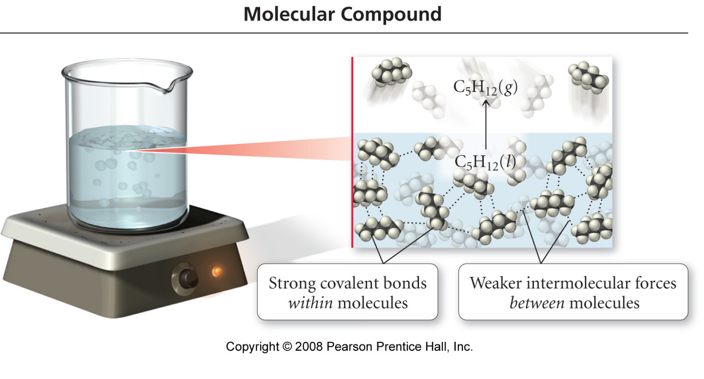 Molecular Compound
C₅H₁₂(g)
C₅H₁₂(l)
Strong covalent bonds
within molecules
Weaker intermolecular forces
between molecules
Copyright © 2008 Pearson Prentice Hall, Inc.